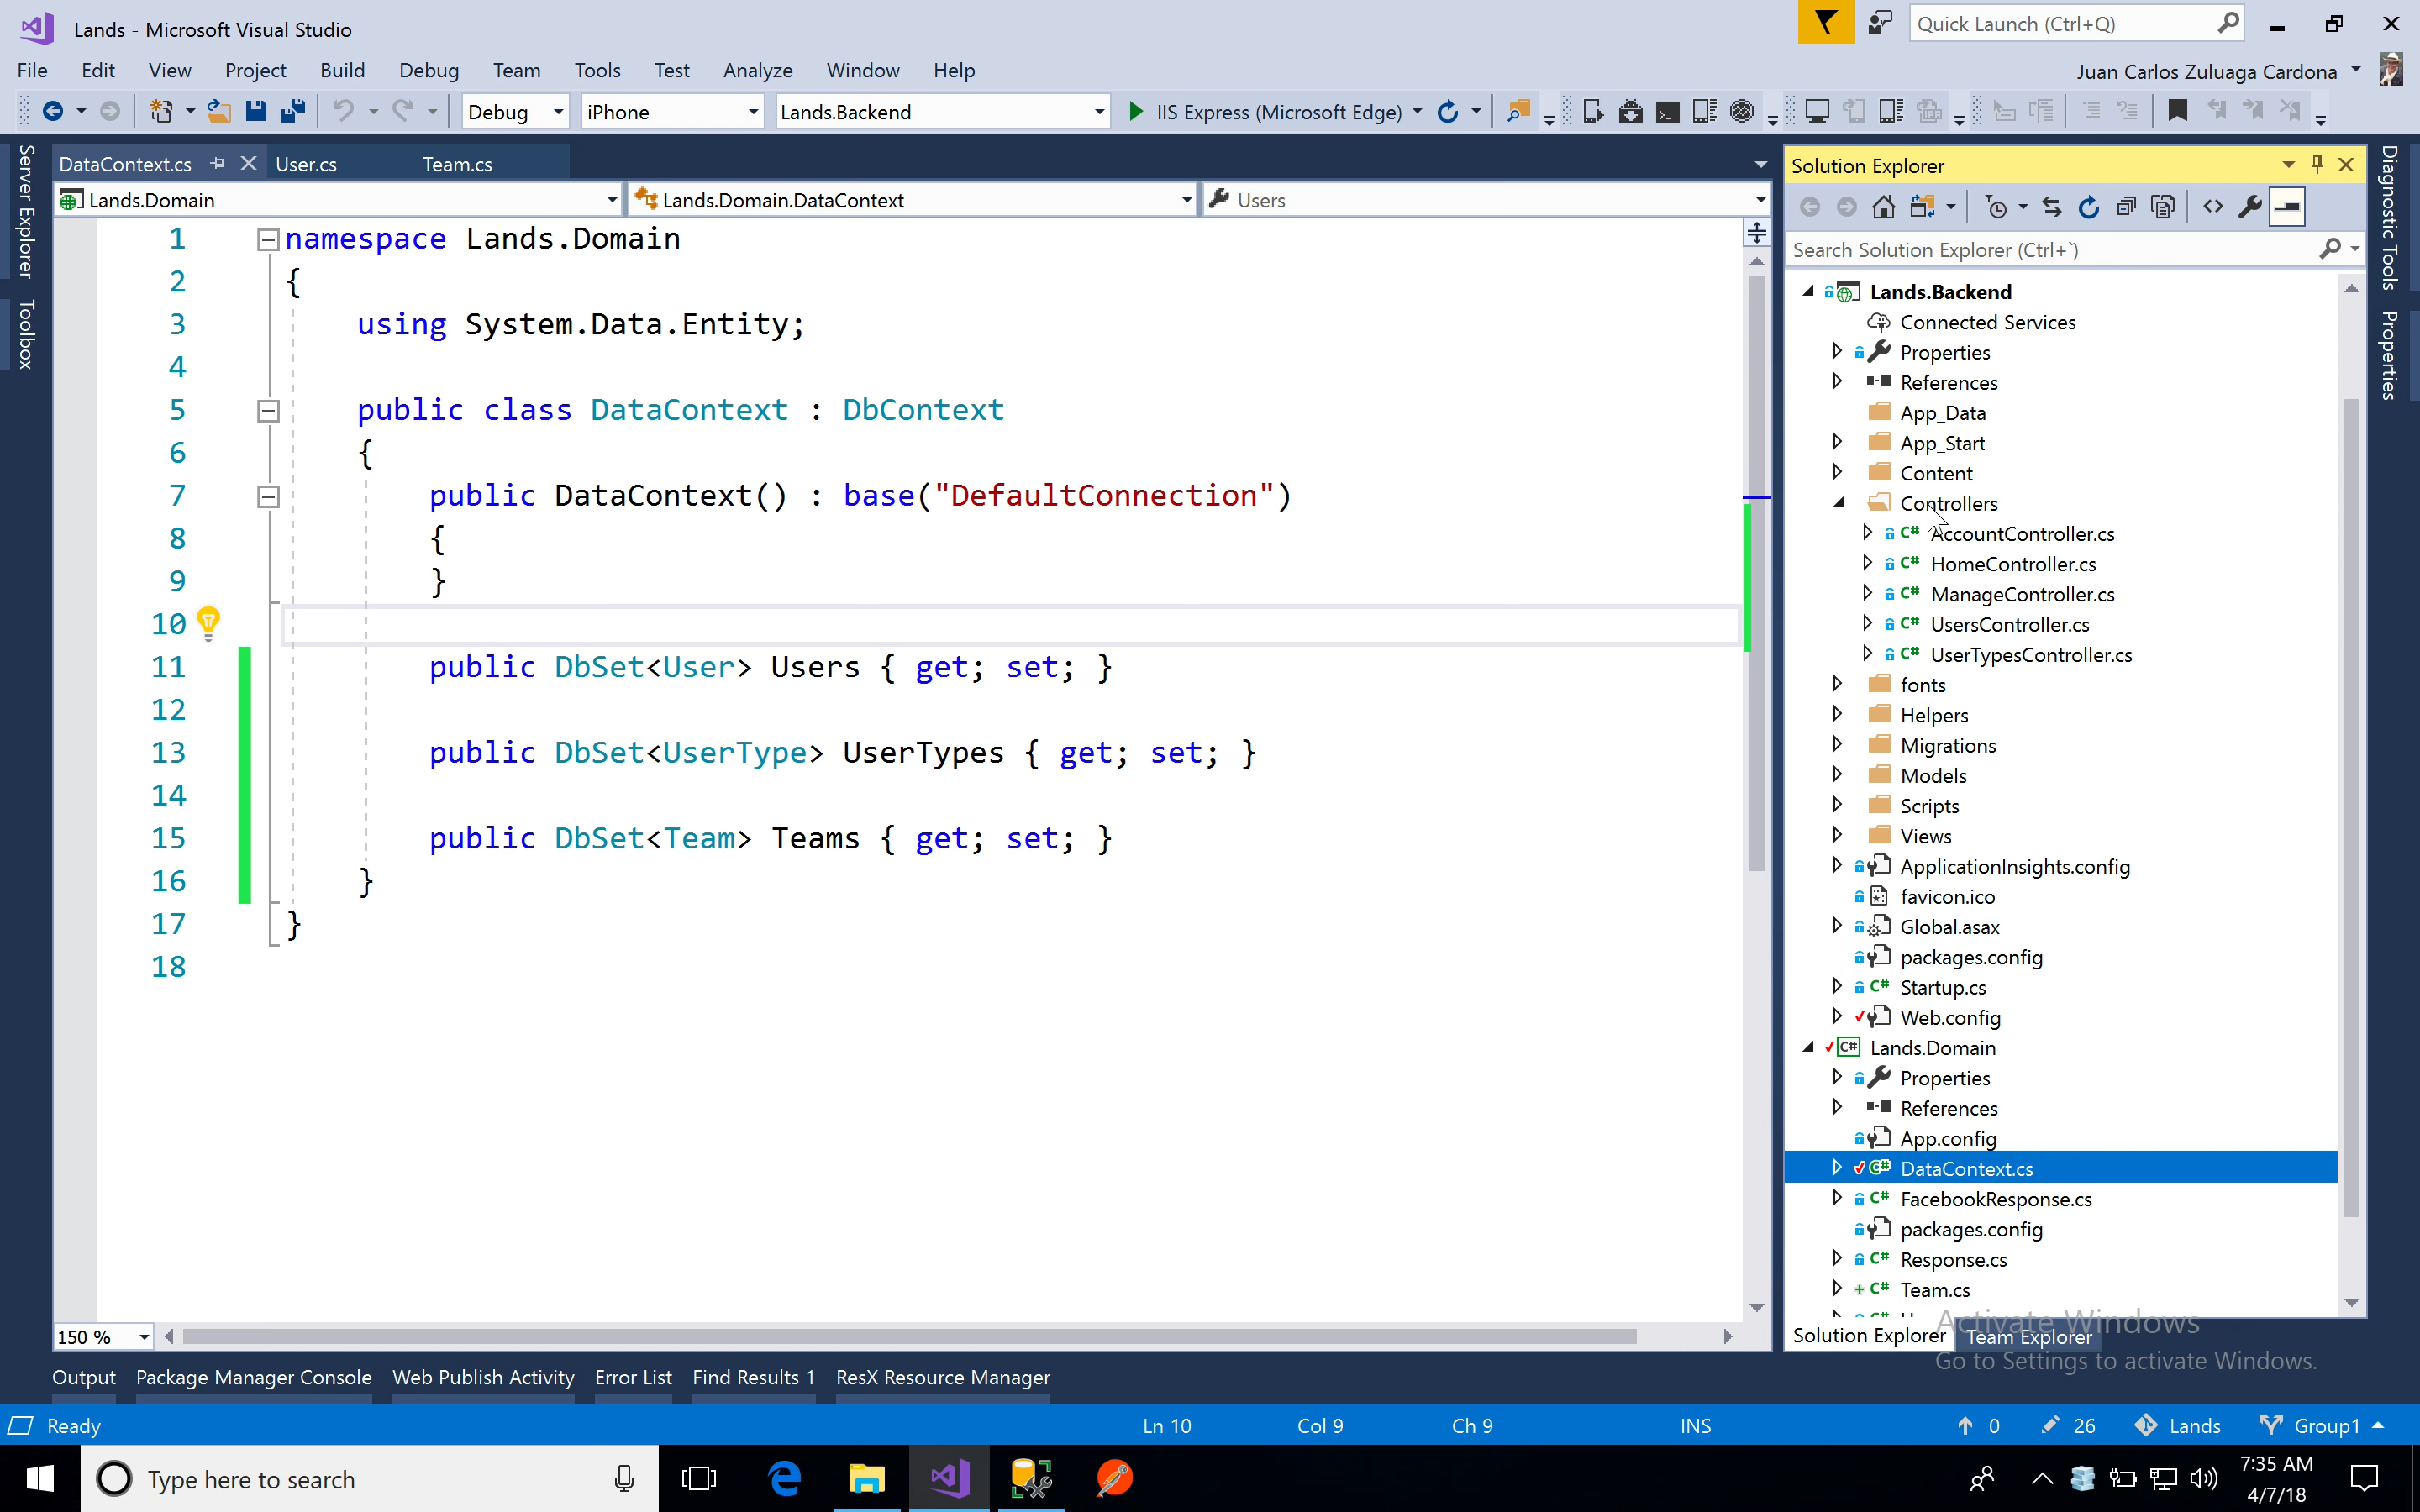 Lands - Microsoft Visual Studio
Quick Launch (Ctrl+Q)
File Edit View Project Build Debug Team Tools Test Analyze Window Help
Juan Carlos Zuluaga Cardona
Debug iPhone Lands.Backend IIS Express (Microsoft Edge)
Server Explorer
Toolbox
DataContext.cs User.cs Team.cs
Lands.Domain Lands.Domain.DataContext Users
1 namespace Lands.Domain
2 {
3 using System.Data.Entity;
4
5 public class DataContext : DbContext
6 {
7 public DataContext() : base("DefaultConnection")
8 {
9 }
10
11 public DbSet<User> Users { get; set; }
12
13 public DbSet<UserType> UserTypes { get; set; }
14
15 public DbSet<Team> Teams { get; set; }
16 }
17 }
18
150 %
Solution Explorer
Search Solution Explorer (Ctrl+`)
Lands.Backend
Connected Services
Properties
References
App_Data
App_Start
Content
Controllers
C# AccountController.cs
C# HomeController.cs
C# ManageController.cs
C# UsersController.cs
C# UserTypesController.cs
fonts
Helpers
Migrations
Models
Scripts
Views
ApplicationInsights.config
favicon.ico
Global.asax
packages.config
C# Startup.cs
Web.config
C# Lands.Domain
Properties
References
App.config
C# DataContext.cs
C# FacebookResponse.cs
packages.config
C# Response.cs
C# Team.cs
Solution Explorer Team Explorer
Activate Windows
Go to Settings to activate Windows.
Diagnostic Tools
Properties
Output Package Manager Console Web Publish Activity Error List Find Results 1 ResX Resource Manager
Ready Ln 10 Col 9 Ch 9 INS 0 26 Lands Group1
Type here to search
7:35 AM
4/7/18